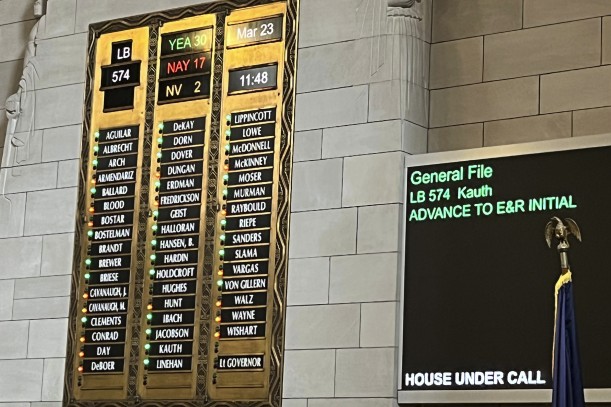 LB
574
YEA 30
NAY 17
NV 2
Mar 23
11:48
AGUILAR
ALBRECHT
ARCH
ARMENDARIZ
BALLARD
BLOOD
BOSTAR
BOSTELMAN
BRANDT
BREWER
BRIESE
CAVANAUGH, J.
CAVANAUGH, M.
CLEMENTS
CONRAD
DAY
DeBOER
DeKAY
DORN
DOVER
DUNGAN
ERDMAN
FREDRICKSON
GEIST
HALLORAN
HANSEN, B.
HARDIN
HOLDCROFT
HUGHES
HUNT
IBACH
JACOBSON
KAUTH
LINEHAN
LIPPINCOTT
LOWE
McDONNELL
McKINNEY
MOSER
MURMAN
RAYBOULD
RIEPE
SANDERS
SLAMA
VARGAS
VON GILLERN
WALZ
WAYNE
WISHART
Lt GOVERNOR
General File
LB 574 Kauth
ADVANCE TO E&R INITIAL
HOUSE UNDER CALL